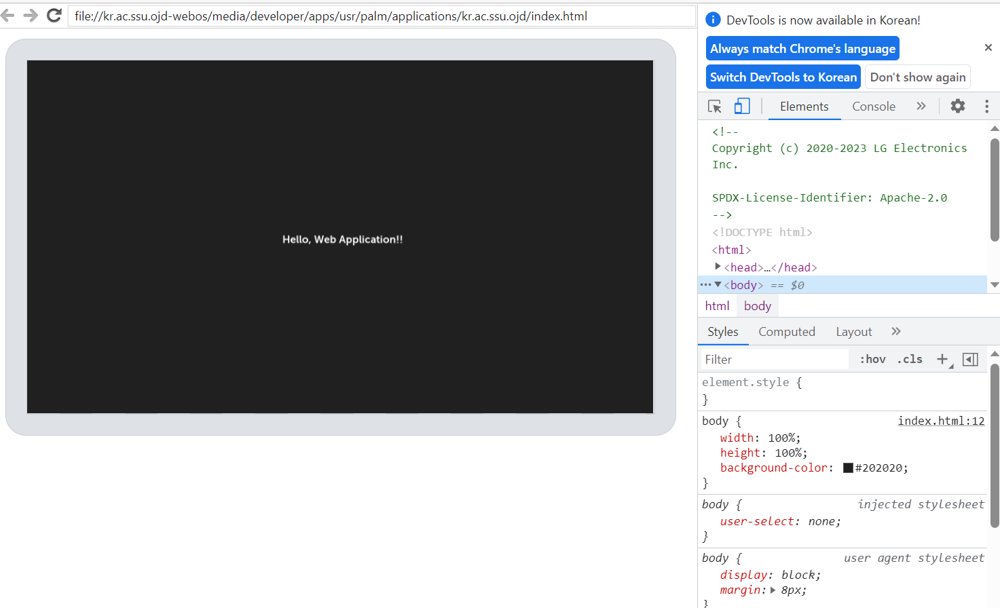 file://kr.ac.ssu.ojd-webos/media/developer/apps/usr/palm/applications/kr.ac.ssu.ojd/index.html
Hello, Web Application!!
DevTools is now available in Korean!
Always match Chrome's language
Switch DevTools to Korean
Don't show again
Elements
Console
<!--
Copyright (c) 2020-2023 LG Electronics
Inc.
SPDX-License-Identifier: Apache-2.0
-->
<!DOCTYPE html>
<html>
<head>…</head>
<body> == $0
html
body
Styles
Computed
Layout
Filter
:hov
.cls
element.style {
}
body {
index.html:12
width: 100%;
height: 100%;
background-color: #202020;
}
body {
injected stylesheet
user-select: none;
}
body {
user agent stylesheet
display: block;
margin: 8px;
}